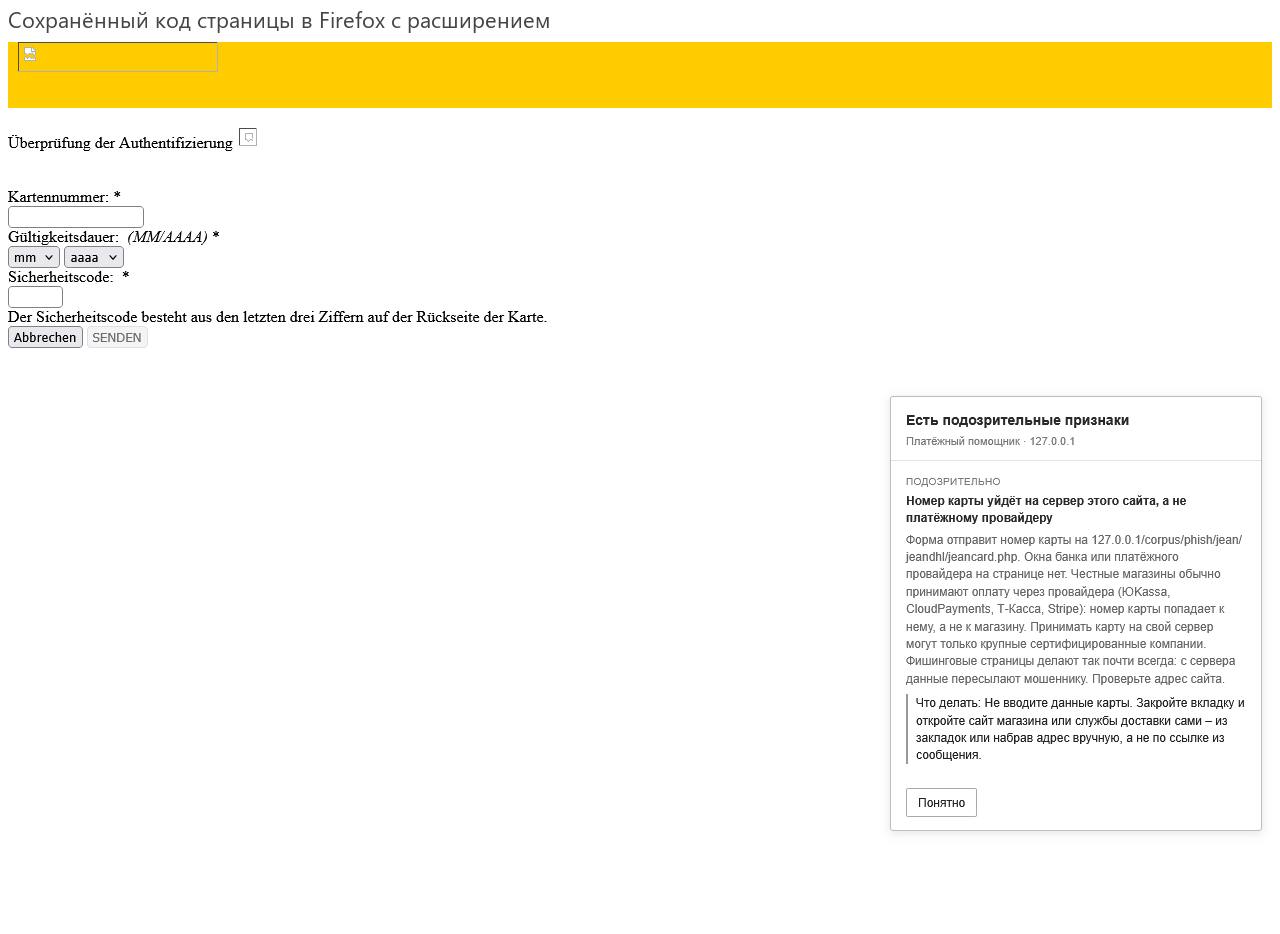 Сохранённый код страницы в Firefox с расширением
Überprüfung der Authentifizierung
Kartennummer: *
Gültigkeitsdauer:  (MM/AAAA) *
mm aaaa
Sicherheitscode:  *
Der Sicherheitscode besteht aus den letzten drei Ziffern auf der Rückseite der Karte.
Abbrechen SENDEN
Есть подозрительные признаки
Платёжный помощник · 127.0.0.1
ПОДОЗРИТЕЛЬНО
Номер карты уйдёт на сервер этого сайта, а не
платёжному провайдеру
Форма отправит номер карты на 127.0.0.1/corpus/phish/jean/
jeandhl/jeancard.php. Окна банка или платёжного
провайдера на странице нет. Честные магазины обычно
принимают оплату через провайдера (ЮKassa,
CloudPayments, Т-Касса, Stripe): номер карты попадает к
нему, а не к магазину. Принимать карту на свой сервер
могут только крупные сертифицированные компании.
Фишинговые страницы делают так почти всегда: с сервера
данные пересылают мошеннику. Проверьте адрес сайта.
Что делать: Не вводите данные карты. Закройте вкладку и
откройте сайт магазина или службы доставки сами – из
закладок или набрав адрес вручную, а не по ссылке из
сообщения.
Понятно